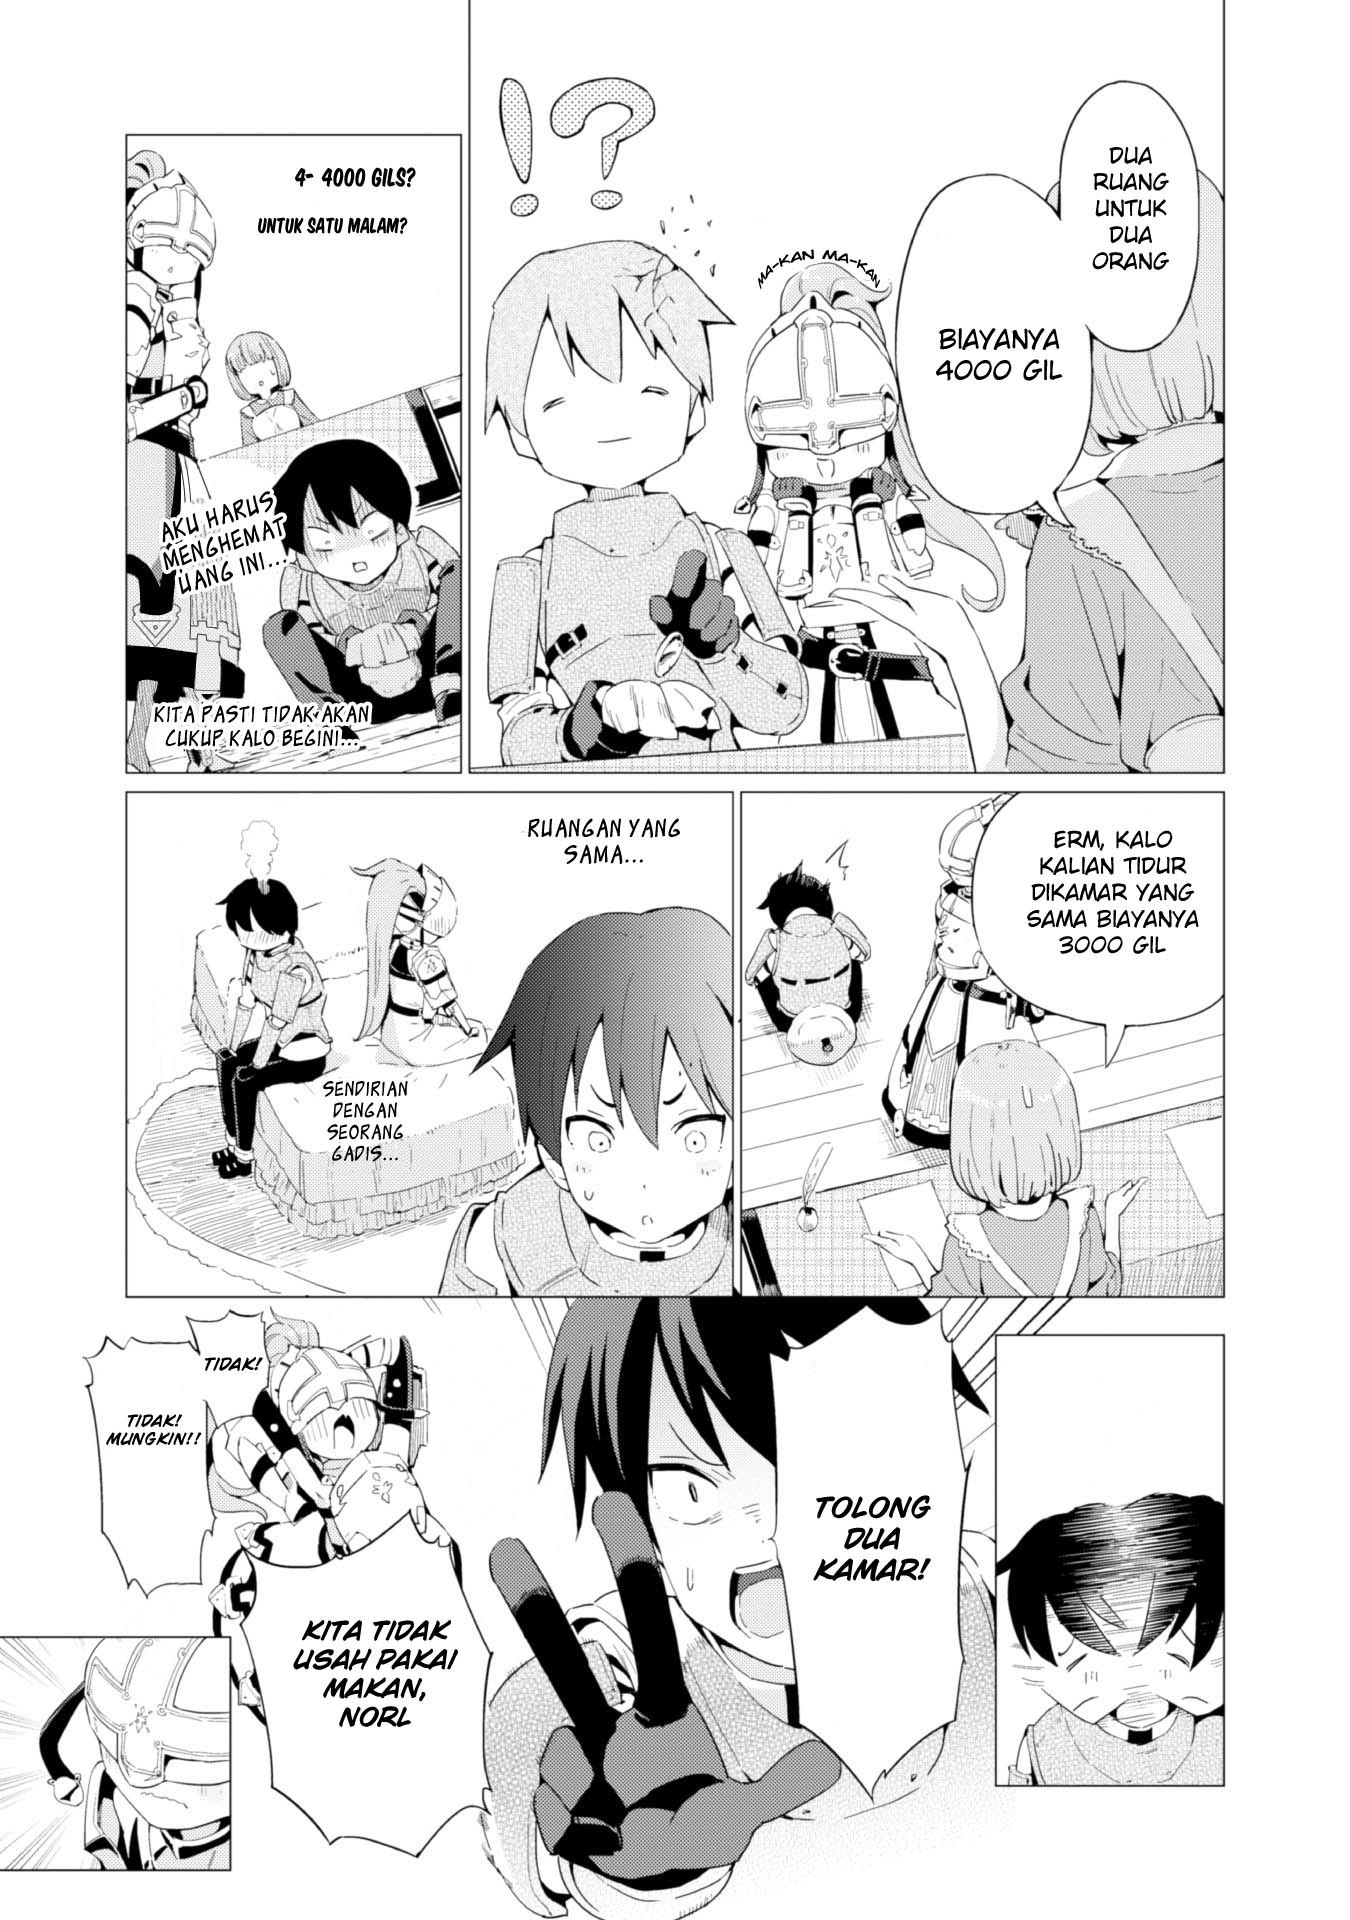 DUA
RUANG
UNTUK
DUA
ORANG
BIAYANYA
4000 GIL
MA-KAN MA-KAN
!?
4- 4000 GILS?
UNTUK SATU MALAM?
AKU HARUS
MENGHEMAT
UANG INI...
KITA PASTI TIDAK AKAN
CUKUP KALO BEGINI...
ERM, KALO
KALIAN TIDUR
DIKAMAR YANG
SAMA BIAYANYA
3000 GIL
RUANGAN YANG
SAMA...
SENDIRIAN
DENGAN
SEORANG
GADIS...
TOLONG
DUA
KAMAR!
TIDAK!
TIDAK!
MUNGKIN!!
KITA TIDAK
USAH PAKAI
MAKAN,
NORL